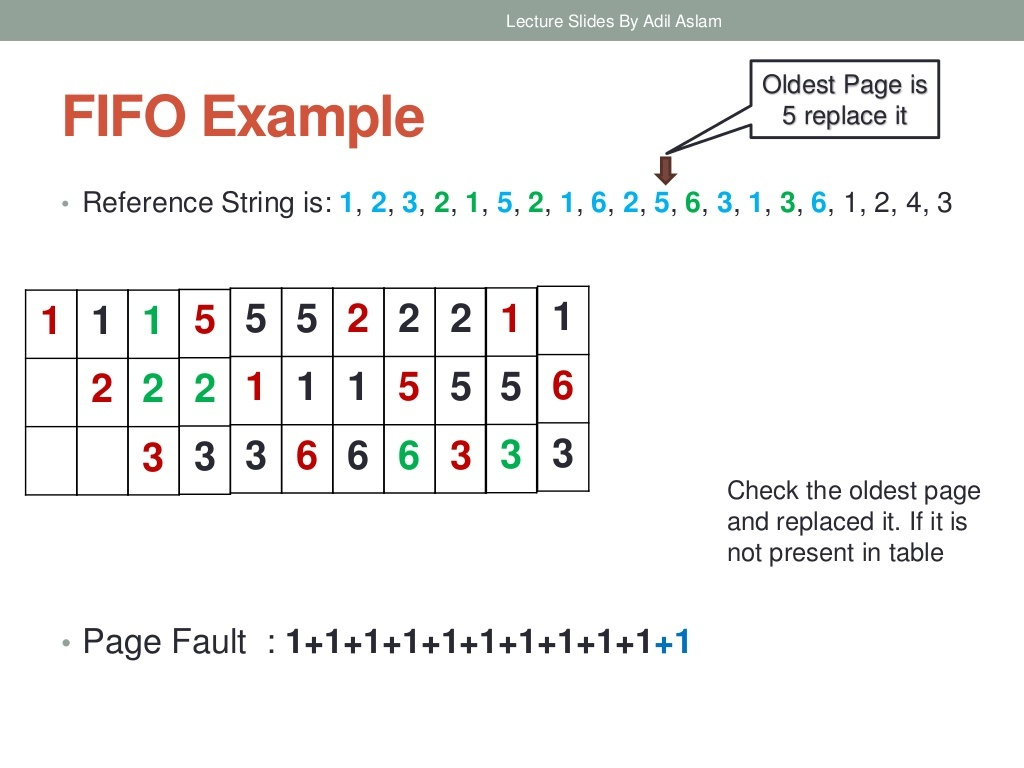 Lecture Slides By Adil Aslam
Oldest Page is
5 replace it
FIFO Example
• Reference String is: 1, 2, 3, 2, 1, 5, 2, 1, 6, 2, 5, 6, 3, 1, 3, 6, 1, 2, 4, 3
1 1 1 5 5 5 2 2 2 1 1
2 2 2 1 1 1 5 5 5 6
3 3 3 6 6 6 3 3 3
Check the oldest page
and replaced it. If it is
not present in table
• Page Fault : 1+1+1+1+1+1+1+1+1+1+1